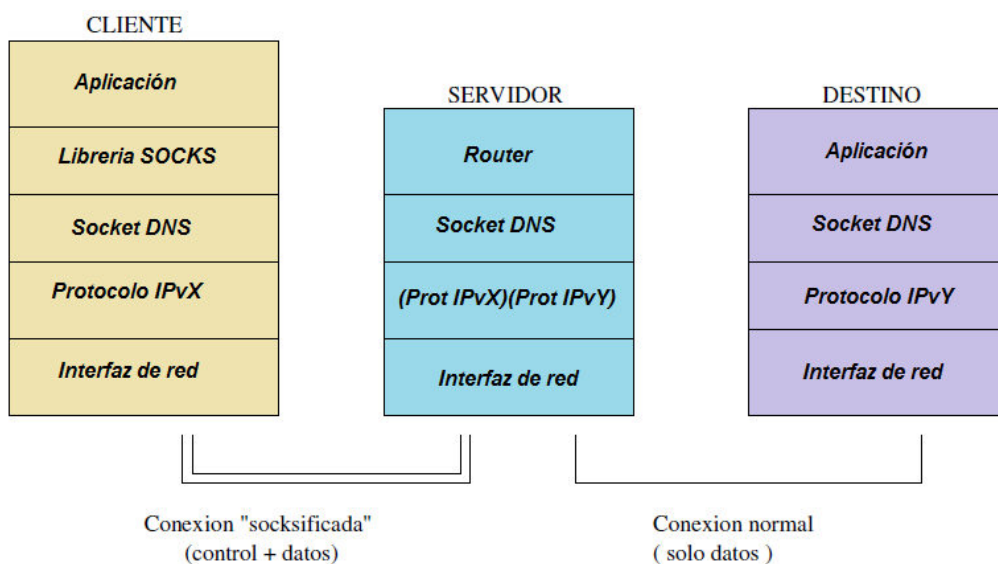 CLIENTE
Aplicación
Libreria SOCKS
Socket DNS
Protocolo IPvX
Interfaz de red
SERVIDOR
Router
Socket DNS
(Prot IPvX)(Prot IPvY)
Interfaz de red
DESTINO
Aplicación
Socket DNS
Protocolo IPvY
Interfaz de red
Conexion "socksificada"
(control + datos)
Conexion normal
( solo datos )